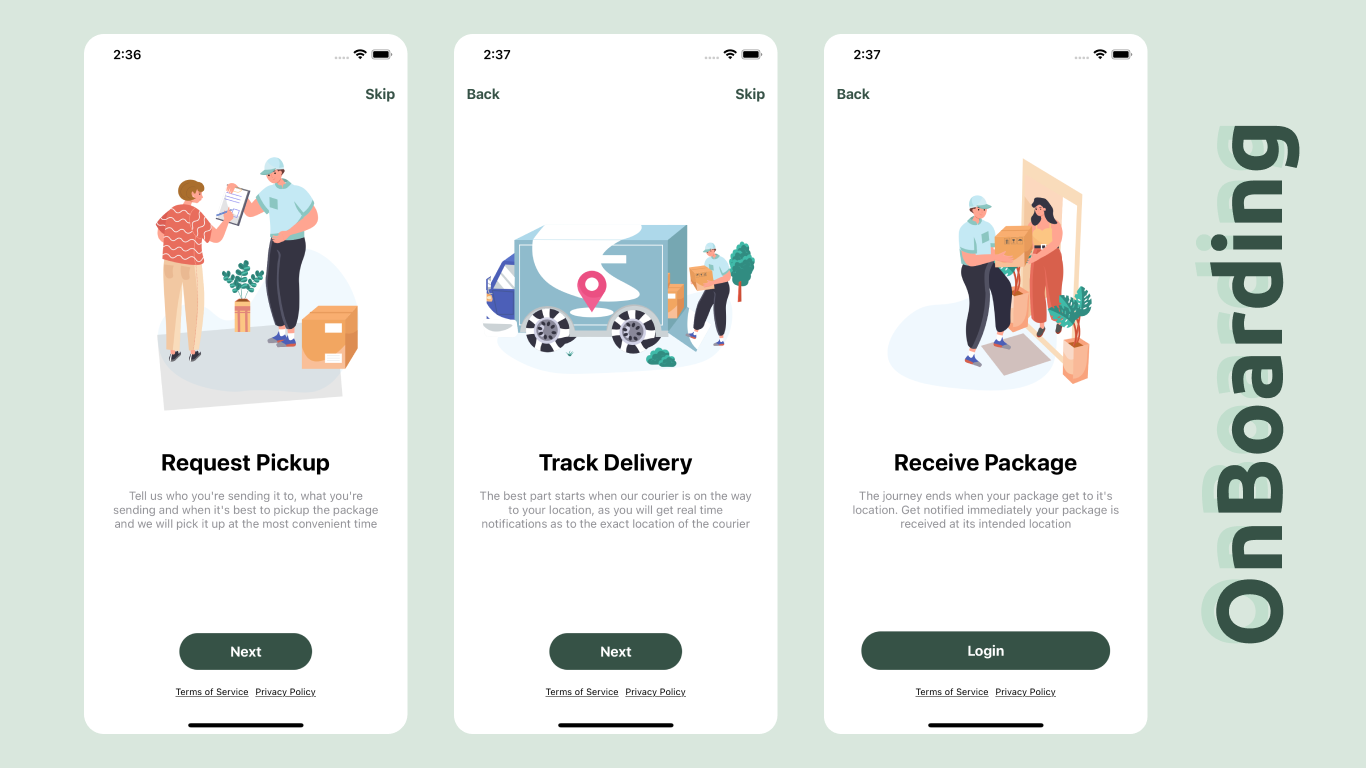 2:36
Skip
Request Pickup
Tell us who you're sending it to, what you're
sending and when it's best to pickup the package
and we will pick it up at the most convenient time
Next
Terms of Service Privacy Policy
2:37
Back Skip
Track Delivery
The best part starts when our courier is on the way
to your location, as you will get real time
notifications as to the exact location of the courier
Next
Terms of Service Privacy Policy
2:37
Back
Receive Package
The journey ends when your package get to it's
location. Get notified immediately your package is
received at its intended location
Login
Terms of Service Privacy Policy
OnBoarding